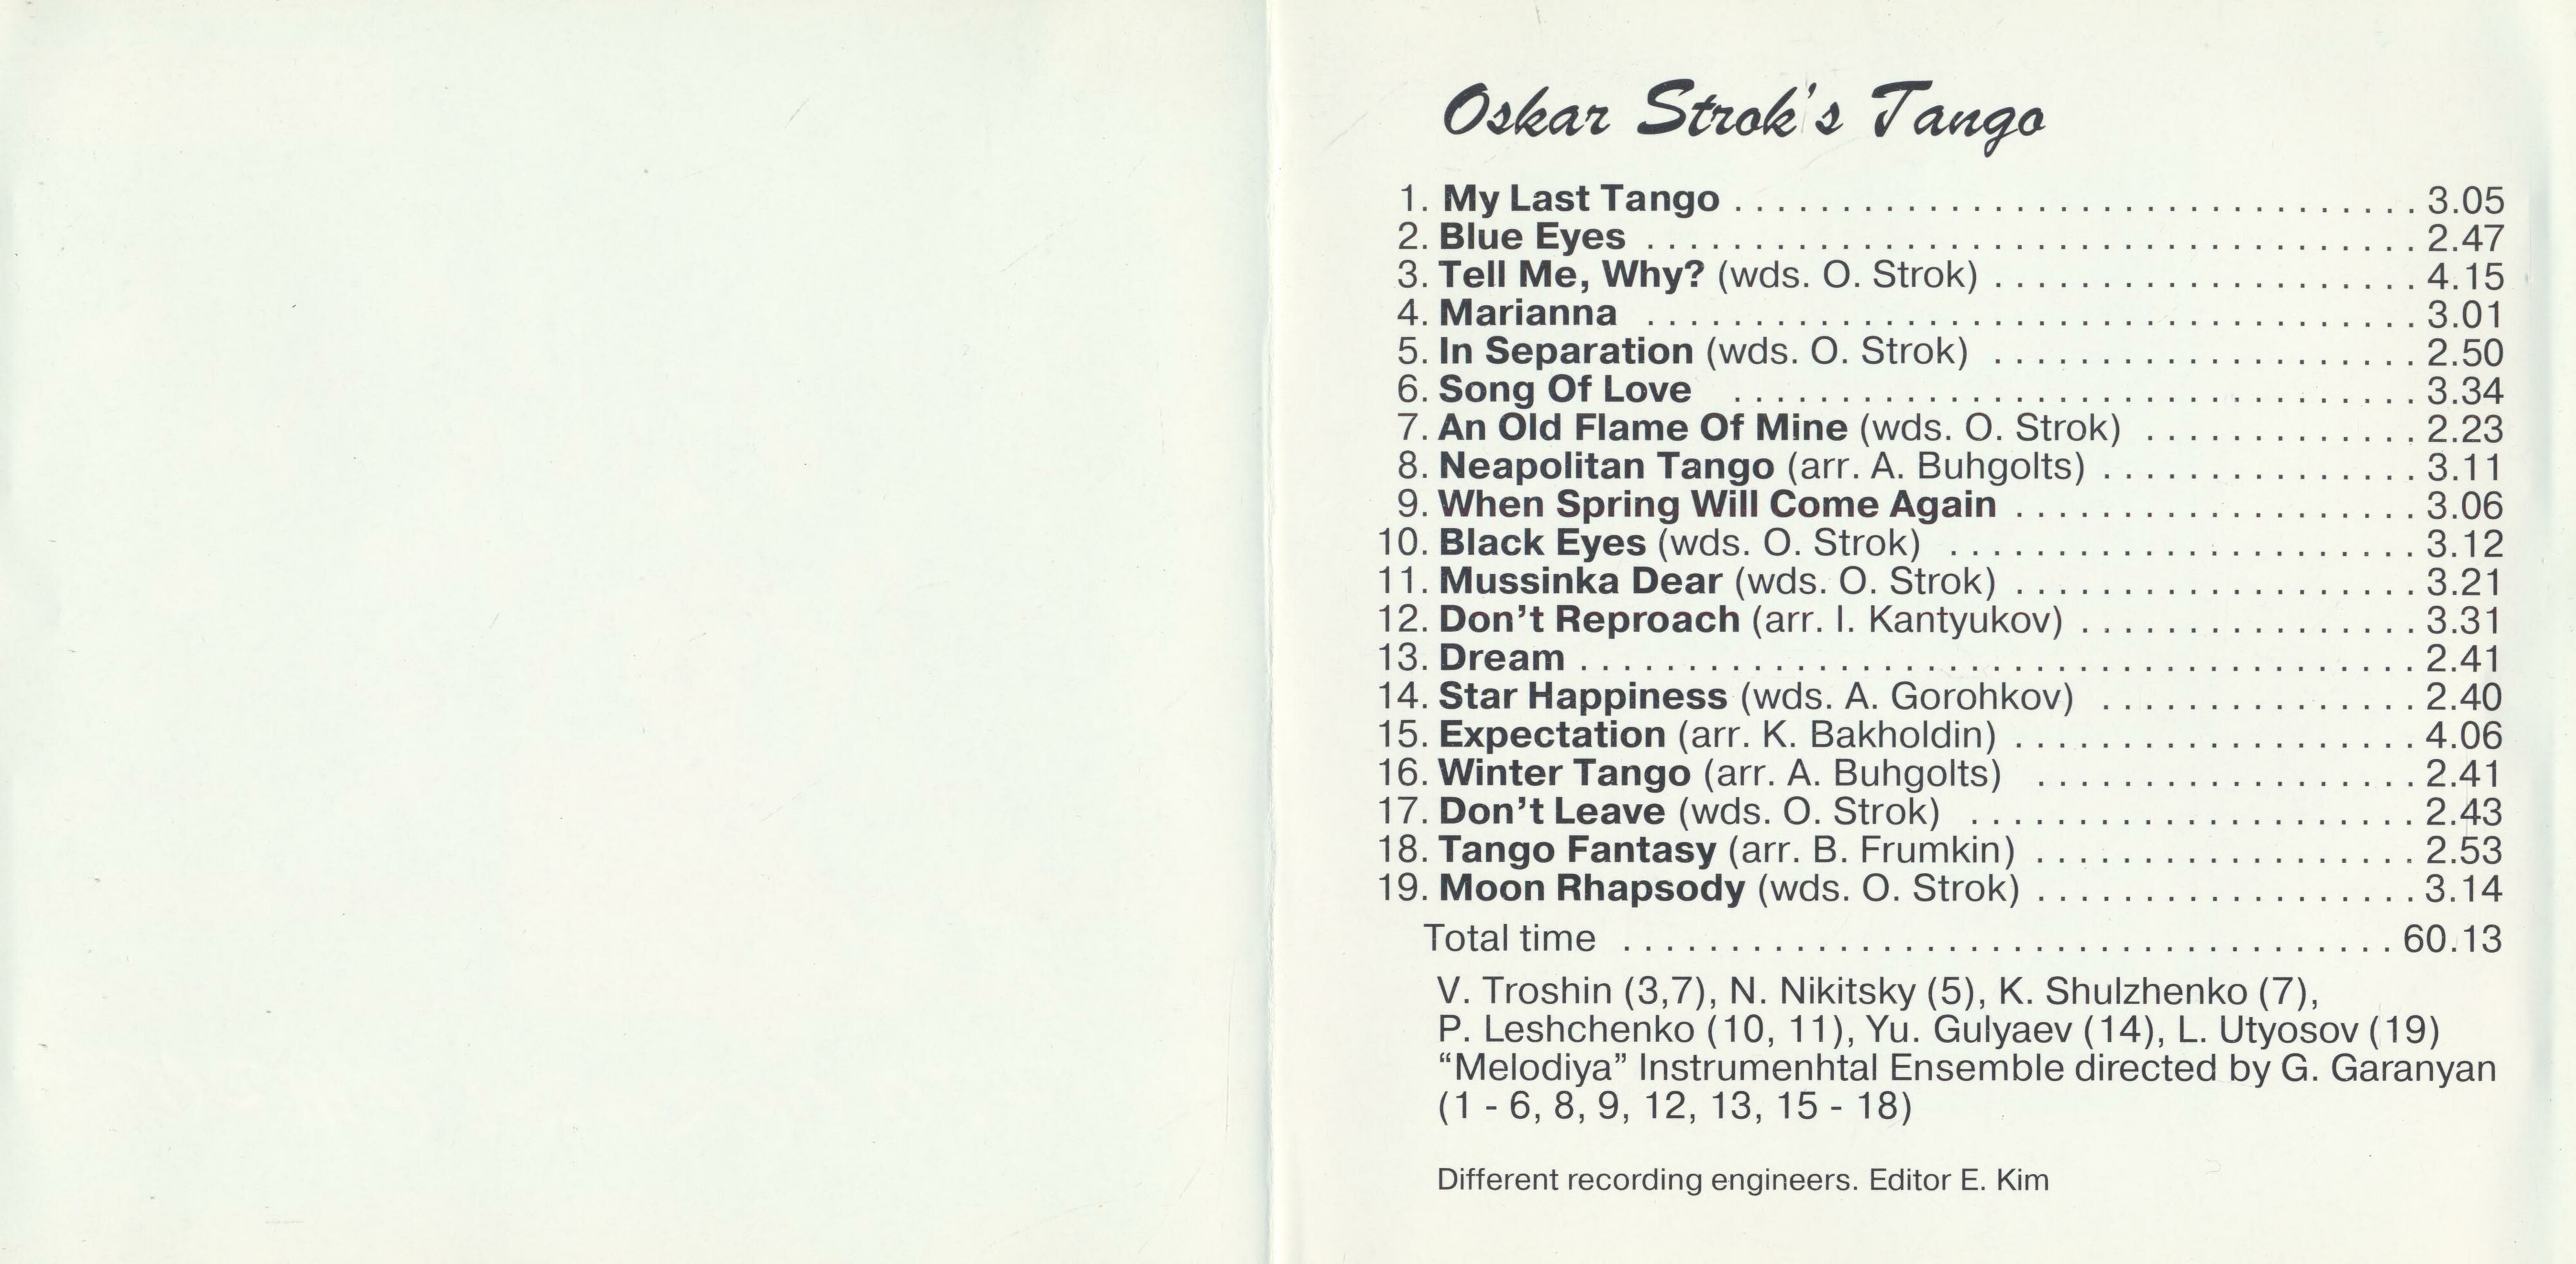 Oskar Strok's Tango
1. My Last Tango . . . . . . . . . . . . . . . . . . . . . . . . . . . . . . . . 3.05
2. Blue Eyes . . . . . . . . . . . . . . . . . . . . . . . . . . . . . . . . . . . . 2.47
3. Tell Me, Why? (wds. O. Strok) . . . . . . . . . . . . . . . . . . . . 4.15
4. Marianna . . . . . . . . . . . . . . . . . . . . . . . . . . . . . . . . . . . . 3.01
5. In Separation (wds. O. Strok) . . . . . . . . . . . . . . . . . . . . 2.50
6. Song Of Love . . . . . . . . . . . . . . . . . . . . . . . . . . . . . . . . 3.34
7. An Old Flame Of Mine (wds. O. Strok) . . . . . . . . . . . . . 2.23
8. Neapolitan Tango (arr. A. Buhgolts) . . . . . . . . . . . . . . . 3.11
9. When Spring Will Come Again . . . . . . . . . . . . . . . . . . . 3.06
10. Black Eyes (wds. O. Strok) . . . . . . . . . . . . . . . . . . . . . . 3.12
11. Mussinka Dear (wds. O. Strok) . . . . . . . . . . . . . . . . . . . 3.21
12. Don't Reproach (arr. I. Kantyukov) . . . . . . . . . . . . . . . . 3.31
13. Dream . . . . . . . . . . . . . . . . . . . . . . . . . . . . . . . . . . . . . . . 2.41
14. Star Happiness (wds. A. Gorohkov) . . . . . . . . . . . . . . . 2.40
15. Expectation (arr. K. Bakholdin) . . . . . . . . . . . . . . . . . . . 4.06
16. Winter Tango (arr. A. Buhgolts) . . . . . . . . . . . . . . . . . . 2.41
17. Don't Leave (wds. O. Strok) . . . . . . . . . . . . . . . . . . . . . 2.43
18. Tango Fantasy (arr. B. Frumkin) . . . . . . . . . . . . . . . . . . 2.53
19. Moon Rhapsody (wds. O. Strok) . . . . . . . . . . . . . . . . . . 3.14
Total time . . . . . . . . . . . . . . . . . . . . . . . . . . . . . . . . . . . . 60.13
V. Troshin (3,7), N. Nikitsky (5), K. Shulzhenko (7),
P. Leshchenko (10, 11), Yu. Gulyaev (14), L. Utyosov (19)
“Melodiya” Instrumenhtal Ensemble directed by G. Garanyan
(1 - 6, 8, 9, 12, 13, 15 - 18)
Different recording engineers. Editor E. Kim